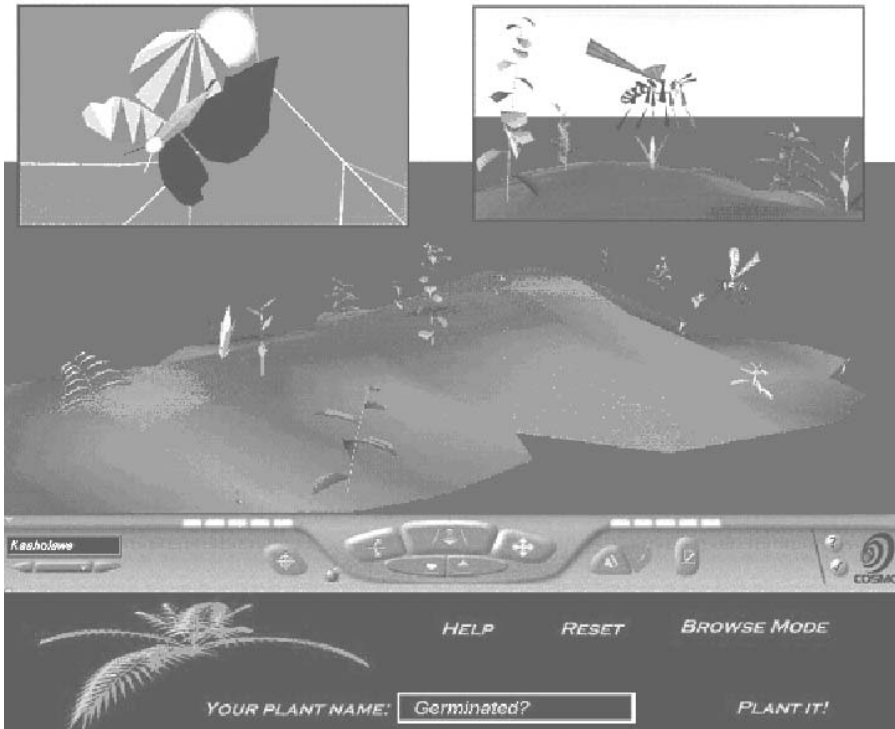 Kasholawe
?
COSMO
HELP RESET BROWSE MODE
YOUR PLANT NAME: Germinated? PLANT IT!